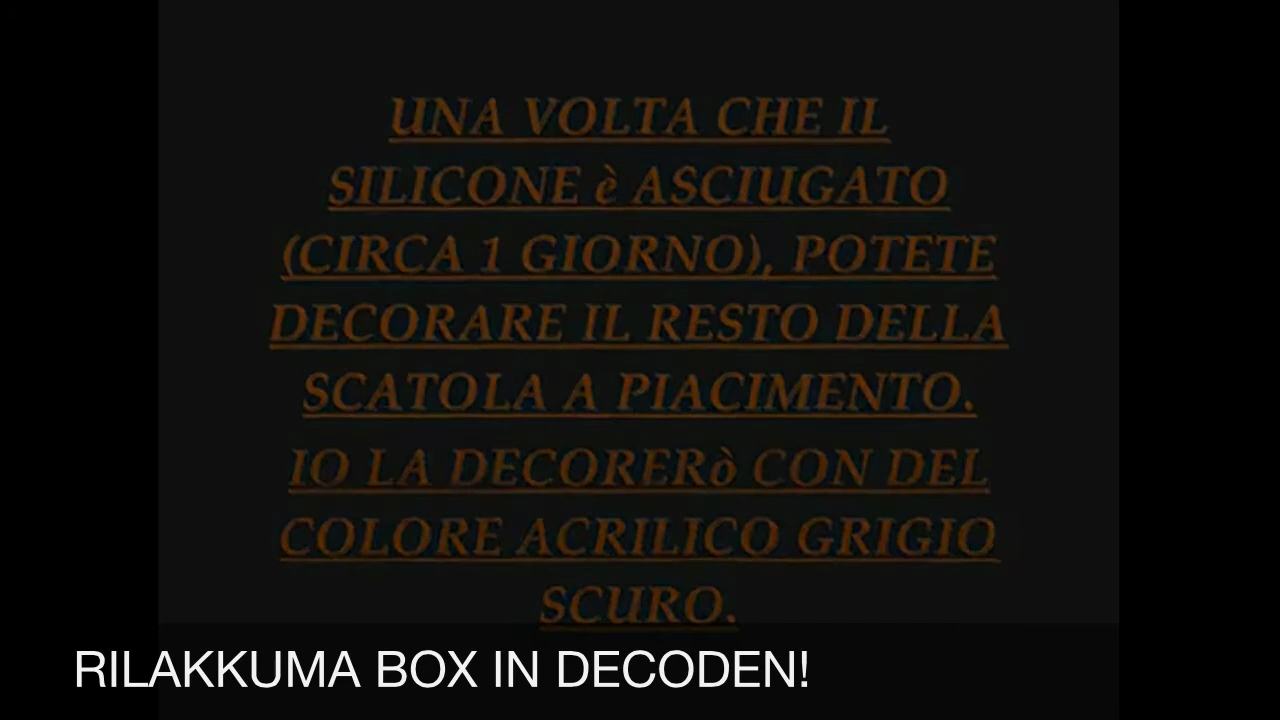 UNA VOLTA CHE IL
SILICONE è ASCIUGATO
(CIRCA 1 GIORNO), POTETE
DECORARE IL RESTO DELLA
SCATOLA A PIACIMENTO.
IO LA DECORERò CON DEL
COLORE ACRILICO GRIGIO
SCURO.
RILAKKUMA BOX IN DECODEN!